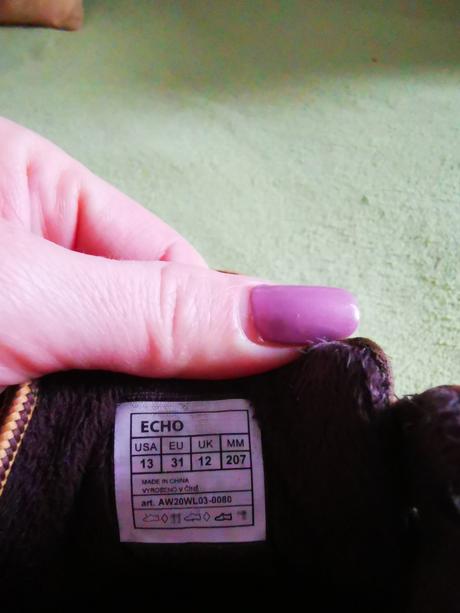 ECHO
USA EU UK MM
13 31 12 207
MADE IN CHINA
VYROBENO V ČÍNĚ
art. AW20WL03-0080